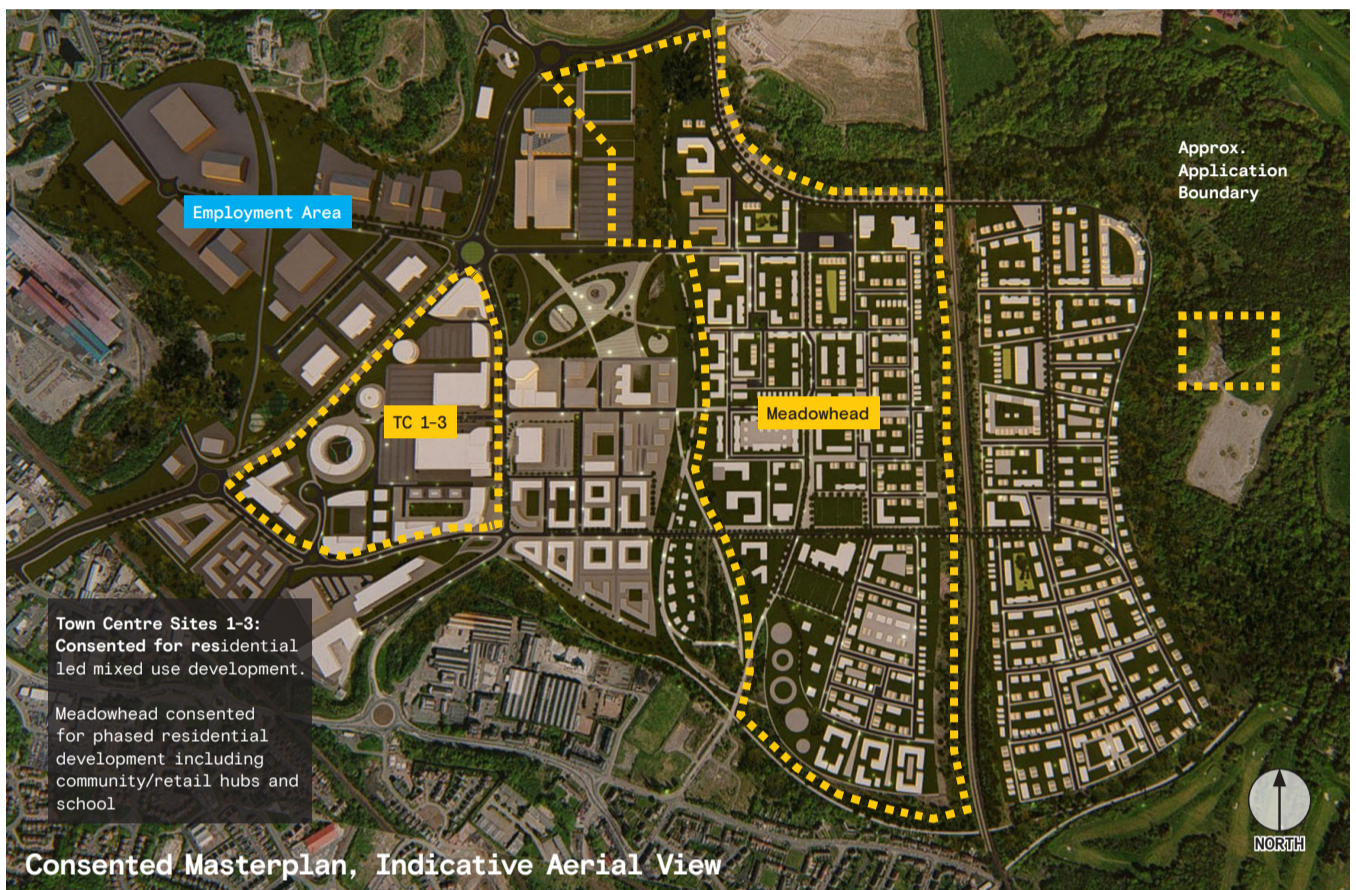 Approx.
Application
Boundary
Employment Area
TC 1-3
Meadowhead
Town Centre Sites 1-3:
Consented for residential
led mixed use development.
Meadowhead consented
for phased residential
development including
community/retail hubs and
school
NORTH
Consented Masterplan, Indicative Aerial View